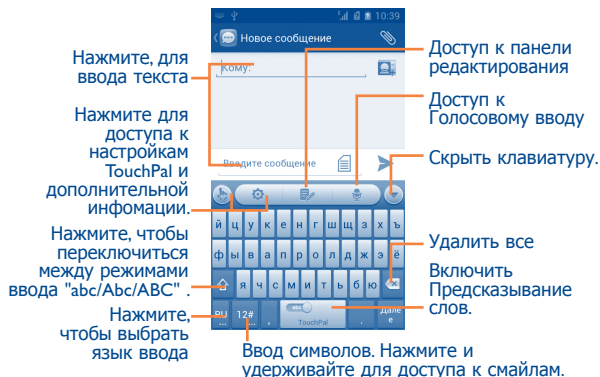 10:39
Новое сообщение
Кому:
Введите сообщение
й ц у к е н г ш щ з х ъ
ф ы в а п р о л д ж э ё
я ч с м и т ь б ю
RU 12# , TouchPal . Дале
... ... е
Нажмите, для
ввода текста
Нажмите для
доступа к
настройкам
TouchPal и
дополнительной
инфомации.
Нажмите, чтобы
переключиться
между режимами
ввода "abc/Abc/ABC" .
Нажмите,
чтобы выбрать
язык ввода
Доступ к панели
редактирования
Доступ к
Голосовому вводу
Скрыть клавиатуру.
Удалить все
Включить
Предсказывание
слов.
Ввод символов. Нажмите и
удерживайте для доступа к смайлам.